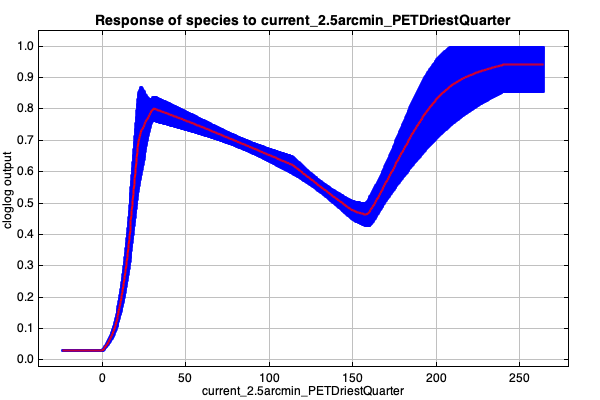 Response of species to current_2.5arcmin_PETDriestQuarter
1.0
0.9
0.8
0.7
0.6
0.5
0.4
0.3
0.2
0.1
0.0
cloglog output
0 50 100 150 200 250
current_2.5arcmin_PETDriestQuarter